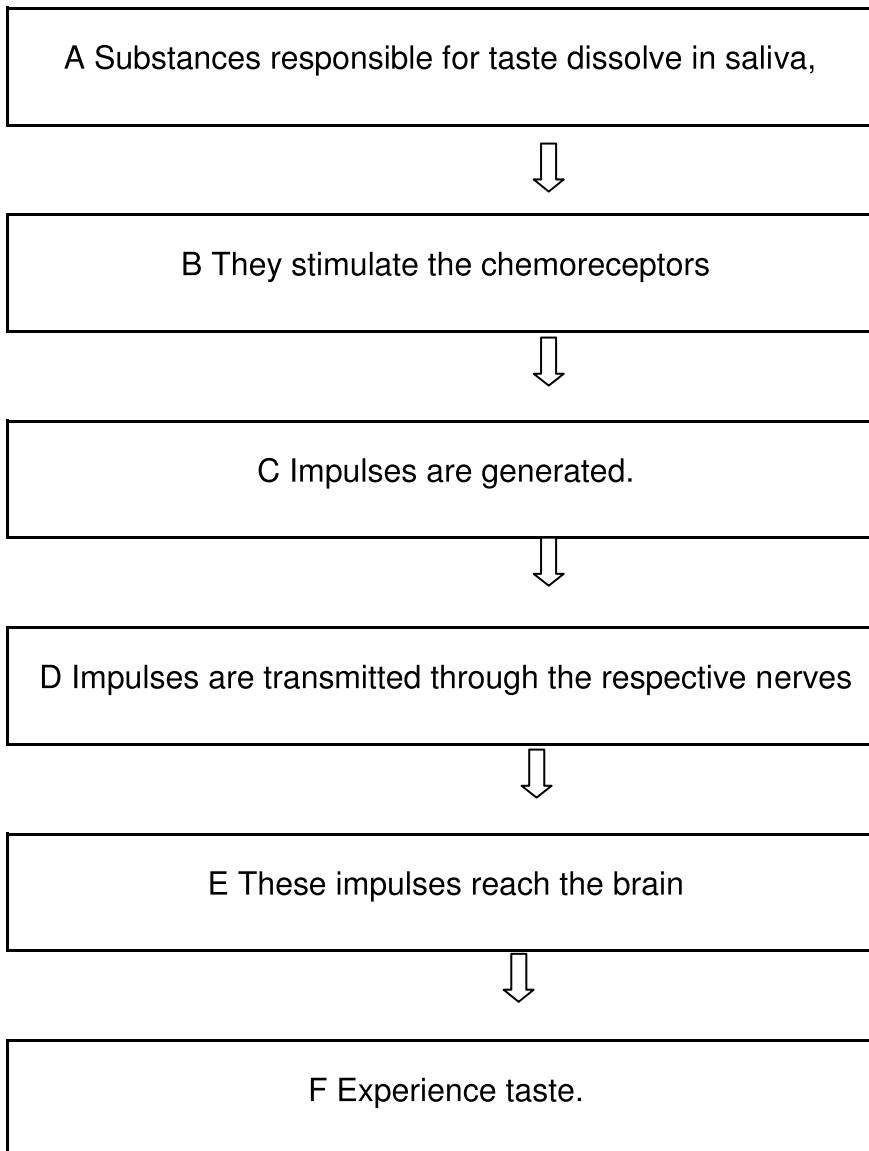 A Substances responsible for taste dissolve in saliva,
B They stimulate the chemoreceptors
C Impulses are generated.
D Impulses are transmitted through the respective nerves
E These impulses reach the brain
F Experience taste.